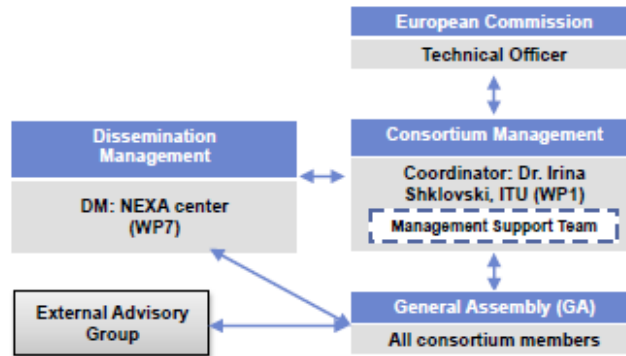 European Commission
Technical Officer
Dissemination
Management
DM: NEXA center
(WP7)
Consortium Management
Coordinator: Dr. Irina
Shklovski, ITU (WP1)
Management Support Team
External Advisory
Group
General Assembly (GA)
All consortium members